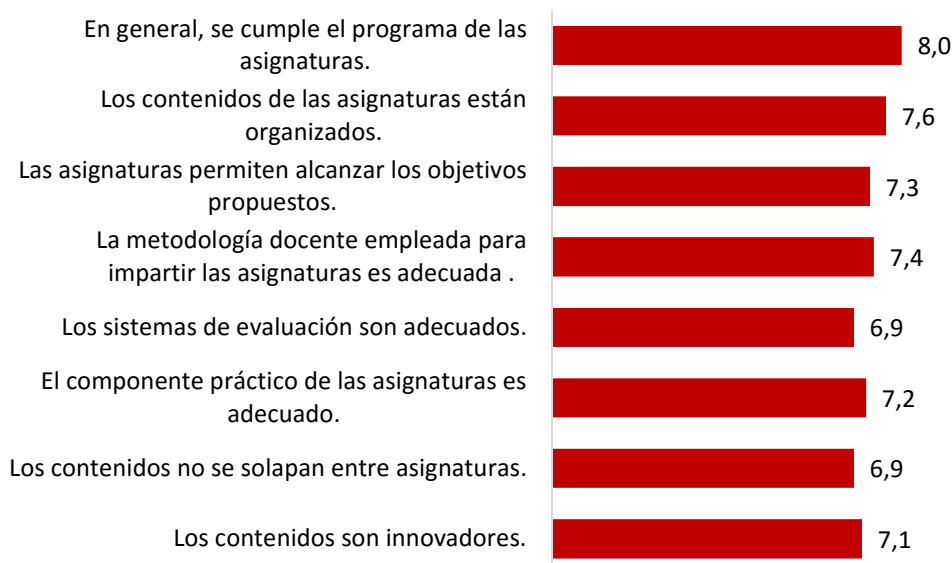 En general, se cumple el programa de las
asignaturas.
8,0
Los contenidos de las asignaturas están
organizados.
7,6
Las asignaturas permiten alcanzar los objetivos
propuestos.
7,3
La metodología docente empleada para
impartir las asignaturas es adecuada .
7,4
Los sistemas de evaluación son adecuados.
6,9
El componente práctico de las asignaturas es
adecuado.
7,2
Los contenidos no se solapan entre asignaturas.
6,9
Los contenidos son innovadores.
7,1